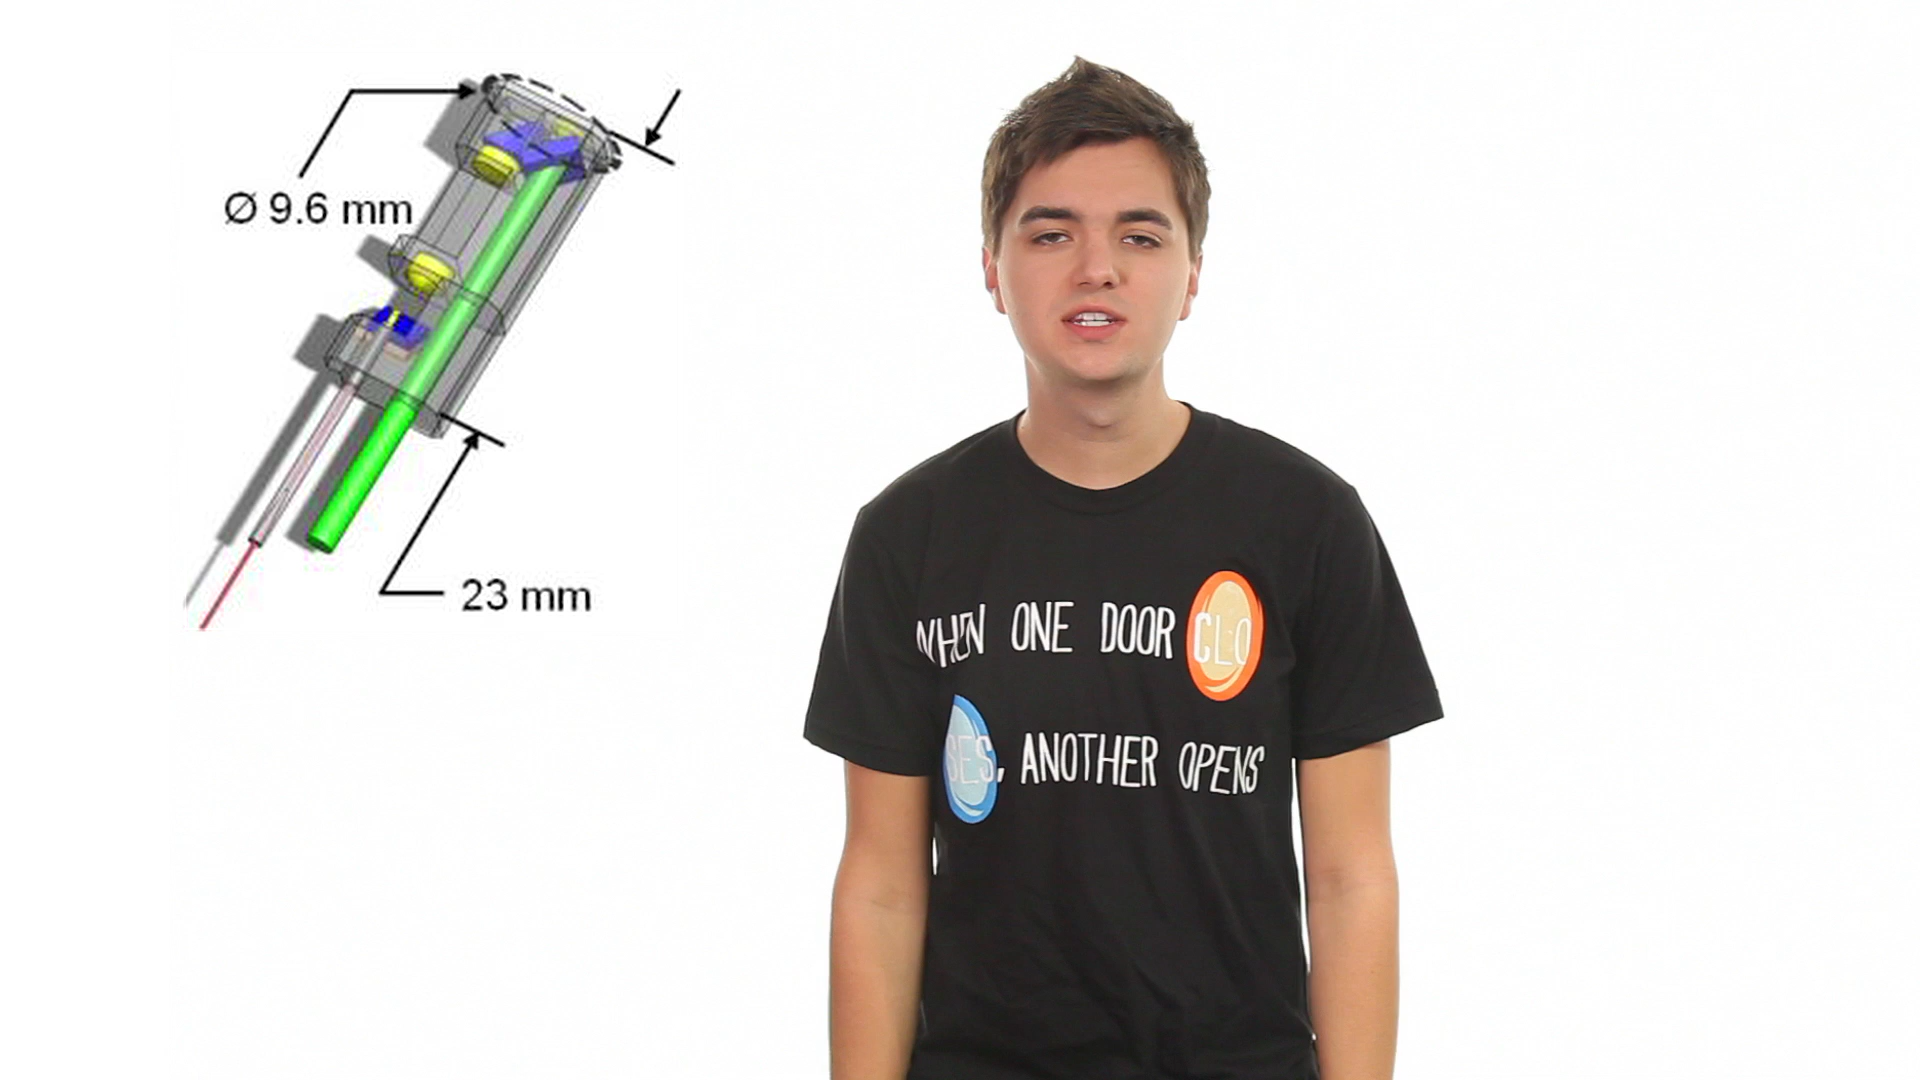 Ø 9.6 mm
23 mm
WHEN ONE DOOR CLO
SES, ANOTHER OPENS